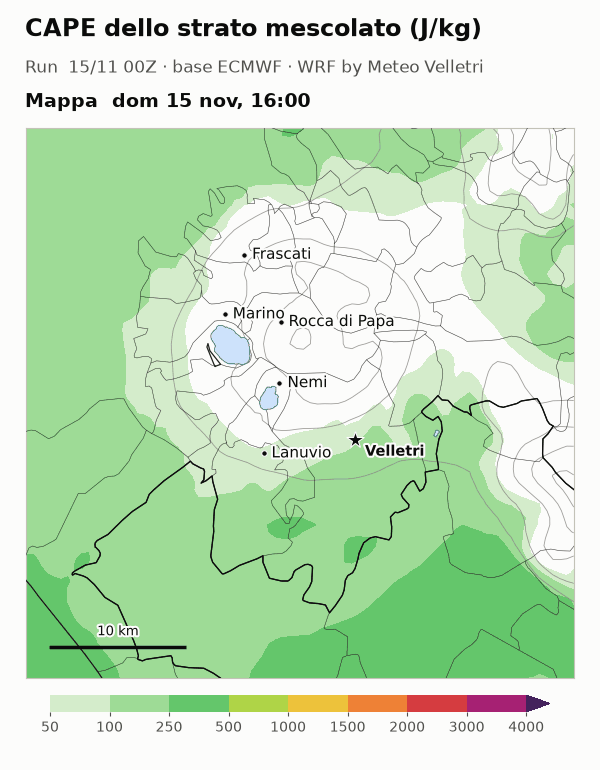 CAPE dello strato mescolato (J/kg)
Run  15/11 00Z · base ECMWF · WRF by Meteo Velletri
Mappa  dom 15 nov, 16:00
Frascati
Marino
Rocca di Papa
Nemi
Velletri
Lanuvio
10 km
50 100 250 500 1000 1500 2000 3000 4000